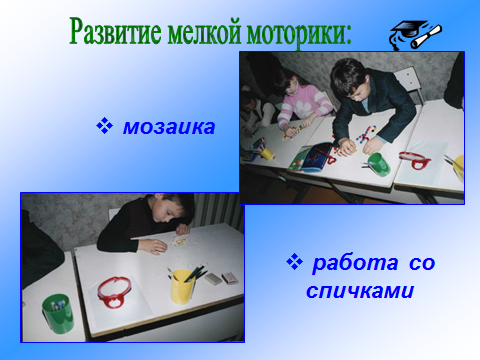 Развитие мелкой моторики:
❖ мозаика
❖ работа со
спичками